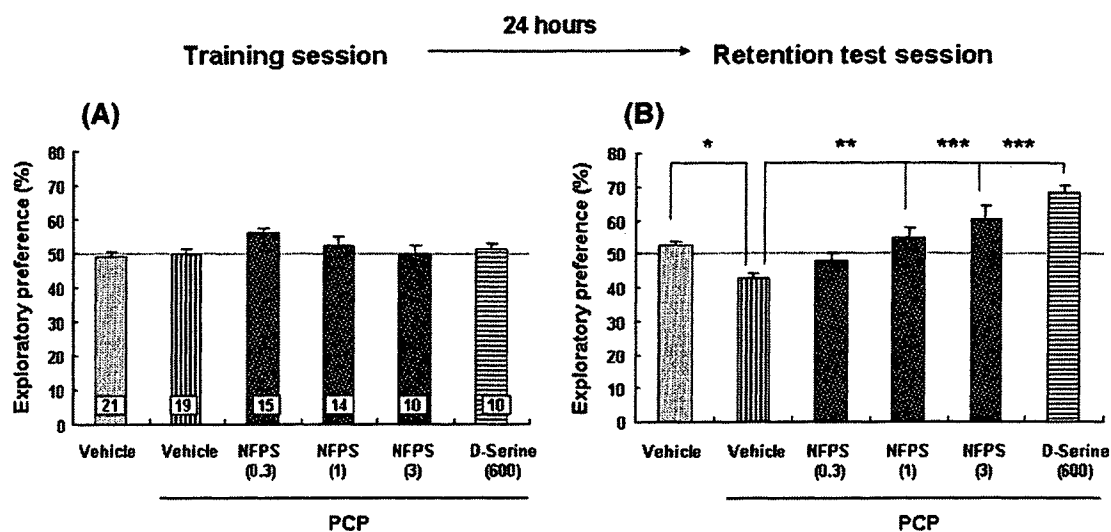 24 hours
Training session
Retention test session
(A)
(B)
Exploratory preference (%)
80
70
60
50
40
30
20
10
0
21
19
15
14
10
10
Vehicle
Vehicle
NFPS
(0.3)
NFPS
(1)
NFPS
(3)
D-Serine
(600)
PCP
Exploratory preference (%)
80
70
60
50
40
30
20
10
0
*
**
***
***
Vehicle
Vehicle
NFPS
(0.3)
NFPS
(1)
NFPS
(3)
D-Serine
(600)
PCP